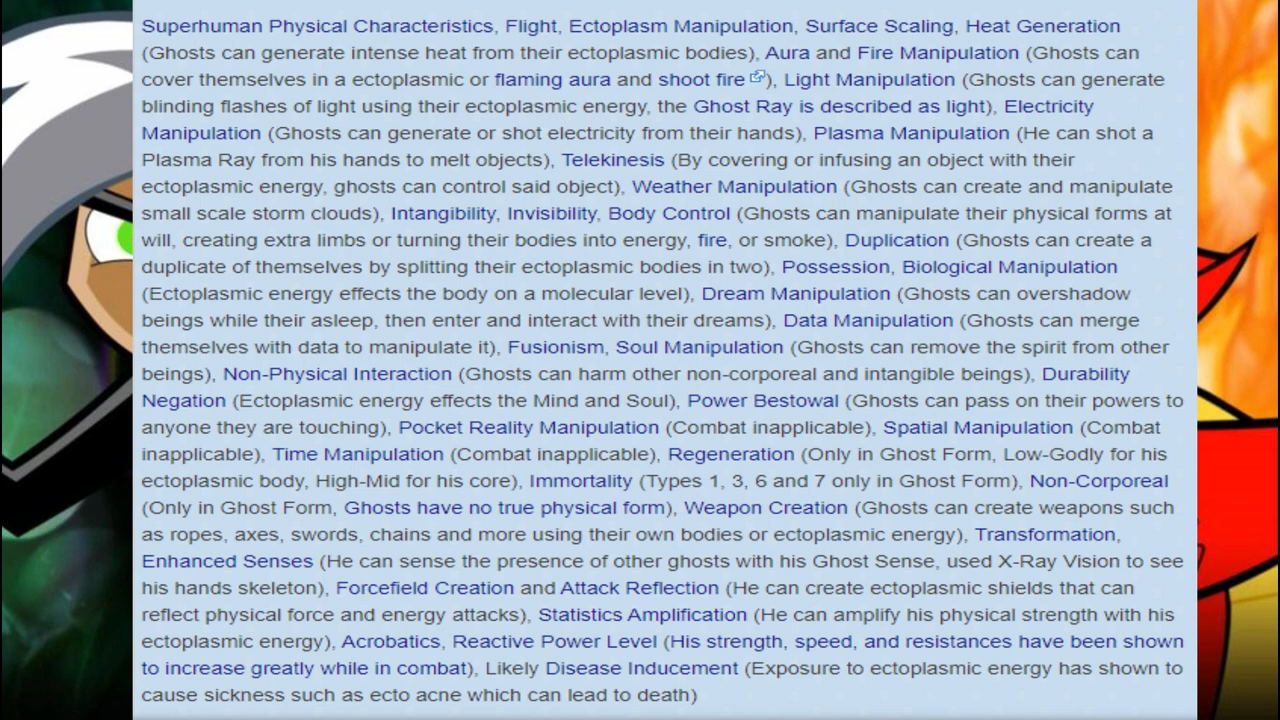 Superhuman Physical Characteristics, Flight, Ectoplasm Manipulation, Surface Scaling, Heat Generation
(Ghosts can generate intense heat from their ectoplasmic bodies), Aura and Fire Manipulation (Ghosts can
cover themselves in a ectoplasmic or flaming aura and shoot fire), Light Manipulation (Ghosts can generate
blinding flashes of light using their ectoplasmic energy, the Ghost Ray is described as light), Electricity
Manipulation (Ghosts can generate or shot electricity from their hands), Plasma Manipulation (He can shot a
Plasma Ray from his hands to melt objects), Telekinesis (By covering or infusing an object with their
ectoplasmic energy, ghosts can control said object), Weather Manipulation (Ghosts can create and manipulate
small scale storm clouds), Intangibility, Invisibility, Body Control (Ghosts can manipulate their physical forms at
will, creating extra limbs or turning their bodies into energy, fire, or smoke), Duplication (Ghosts can create a
duplicate of themselves by splitting their ectoplasmic bodies in two), Possession, Biological Manipulation
(Ectoplasmic energy effects the body on a molecular level), Dream Manipulation (Ghosts can overshadow
beings while their asleep, then enter and interact with their dreams), Data Manipulation (Ghosts can merge
themselves with data to manipulate it), Fusionism, Soul Manipulation (Ghosts can remove the spirit from other
beings), Non-Physical Interaction (Ghosts can harm other non-corporeal and intangible beings), Durability
Negation (Ectoplasmic energy effects the Mind and Soul), Power Bestowal (Ghosts can pass on their powers to
anyone they are touching), Pocket Reality Manipulation (Combat inapplicable), Spatial Manipulation (Combat
inapplicable), Time Manipulation (Combat inapplicable), Regeneration (Only in Ghost Form, Low-Godly for his
ectoplasmic body, High-Mid for his core), Immortality (Types 1, 3, 6 and 7 only in Ghost Form), Non-Corporeal
(Only in Ghost Form, Ghosts have no true physical form), Weapon Creation (Ghosts can create weapons such
as ropes, axes, swords, chains and more using their own bodies or ectoplasmic energy), Transformation,
Enhanced Senses (He can sense the presence of other ghosts with his Ghost Sense, used X-Ray Vision to see
his hands skeleton), Forcefield Creation and Attack Reflection (He can create ectoplasmic shields that can
reflect physical force and energy attacks), Statistics Amplification (He can amplify his physical strength with his
ectoplasmic energy), Acrobatics, Reactive Power Level (His strength, speed, and resistances have been shown
to increase greatly while in combat), Likely Disease Inducement (Exposure to ectoplasmic energy has shown to
cause sickness such as ecto acne which can lead to death)